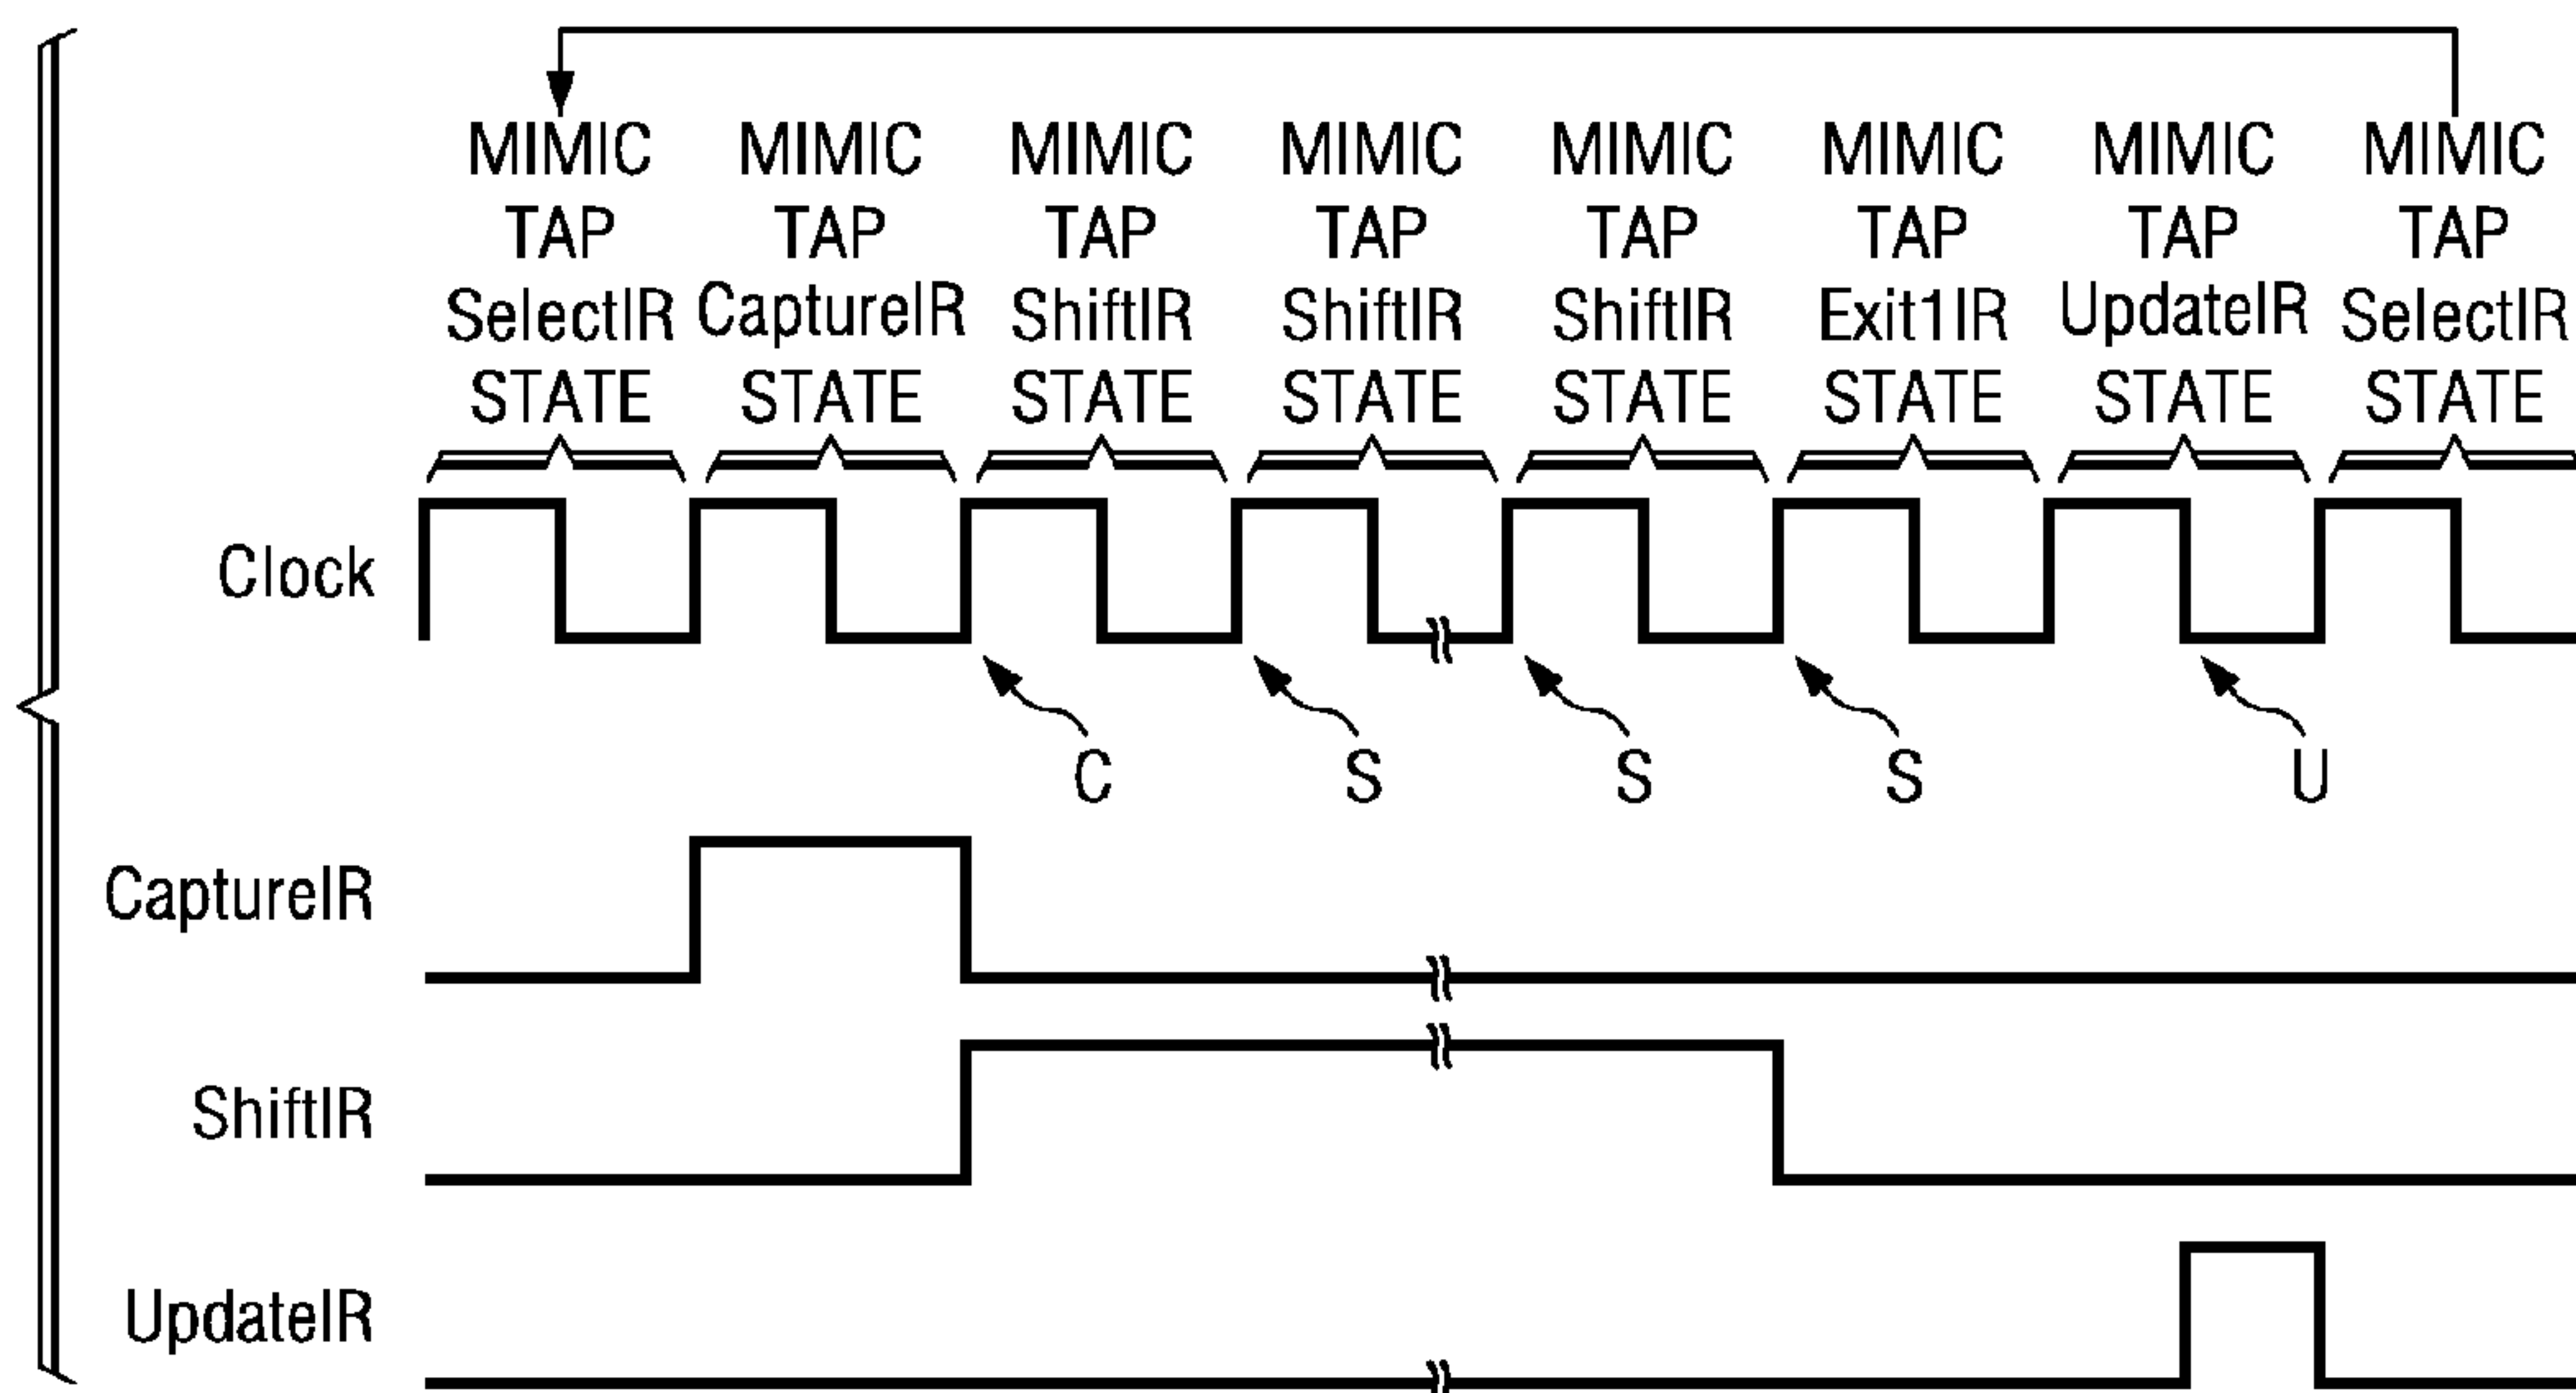 MIMIC MIMIC MIMIC MIMIC MIMIC MIMIC MIMIC MIMIC
TAP TAP TAP TAP TAP TAP TAP TAP
SelectIR CaptureIR ShiftIR ShiftIR ShiftIR Exit1IR UpdateIR SelectIR
STATE STATE STATE STATE STATE STATE STATE STATE
Clock
C S S S U
CaptureIR
ShiftIR
UpdateIR